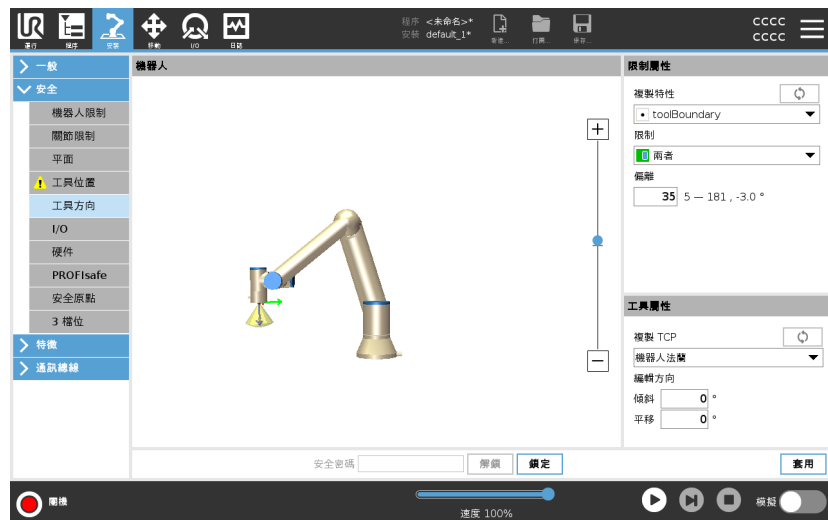 運行
程序
安裝
移動
I/O
日誌
程序 <未命名>*
安裝 default_1*
新建...
打開...
保存...
CCCC
CCCC
一般
安全
機器人限制
關節限制
平面
工具位置
工具方向
I/O
硬件
PROFIsafe
安全原點
3 檔位
特徵
通訊總線
機器人
限制屬性
複製特性
toolBoundary
限制
兩者
偏離
35 5 — 181 , -3.0 °
工具屬性
複製 TCP
機器人法蘭
編輯方向
傾斜 0 °
平移 0 °
安全密碼
解鎖
鎖定
套用
關機
速度 100%
模擬